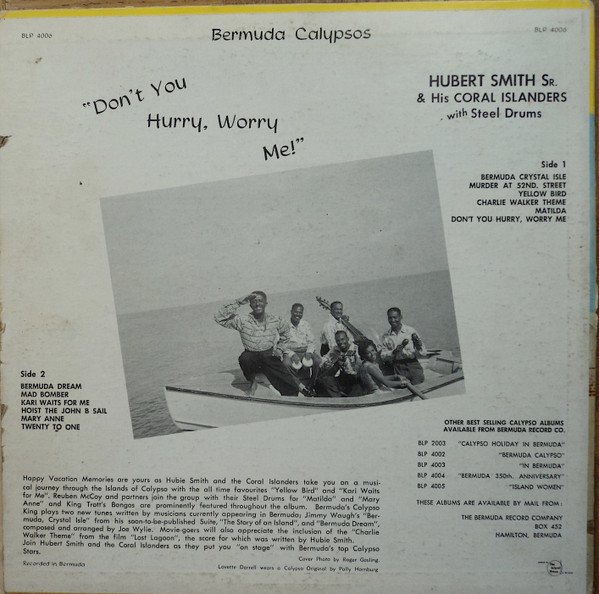 BLP 4006
Bermuda Calypsos
BLP 4006
"Don't You
Hurry, Worry
Me!"
HUBERT SMITH SR.
& His CORAL ISLANDERS
with Steel Drums
Side 1
BERMUDA CRYSTAL ISLE
MURDER AT 52ND. STREET
YELLOW BIRD
CHARLIE WALKER THEME
MATILDA
DON'T YOU HURRY, WORRY ME
Side 2
BERMUDA DREAM
MAD BOMBER
KARI WAITS FOR ME
HOIST THE JOHN B SAIL
MARY ANNE
TWENTY TO ONE
OTHER BEST SELLING CALYPSO ALBUMS
AVAILABLE FROM BERMUDA RECORD CO.
BLP 2003 "CALYPSO HOLIDAY IN BERMUDA"
BLP 4002 "BERMUDA CALYPSO"
BLP 4003 "IN BERMUDA"
BLP 4004 "BERMUDA 350th. ANNIVERSARY"
BLP 4005 "ISLAND WOMEN"
THESE ALBUMS ARE AVAILABLE BY MAIL FROM:
THE BERMUDA RECORD COMPANY
BOX 432
HAMILTON, BERMUDA
Happy Vacation Memories are yours as Hubie Smith and the Coral Islanders take you on a musi-
cal journey through the Islands of Calypso with the all time favourites "Yellow Bird" and "Kari Waits
for Me". Reuben McCoy and partners join the group with their Steel Drums for "Matilda" and "Mary
Anne" and King Trott's Bongos are prominently featured throughout the album. Bermuda's Calypso
King plays two new tunes written by musicians currently appearing in Bermuda, Jimmy Waugh's "Ber-
muda, Crystal Isle" from his soon-to-be-published Suite, "The Story of an Island", and "Bermuda Dream",
composed and arranged by Joe Wylie. Movie-goers will also appreciate the inclusion of the "Charlie
Walker Theme" from the film "Lost Lagoon", the score for which was written by Hubie Smith.
Join Hubert Smith and the Coral Islanders as they put you "on stage" with Bermuda's top Calypso
Stars.
Cover Photo by Roger Gosling
Recorded in Bermuda
Lovette Darrell wears a Calypso Original by Polly Hornburg